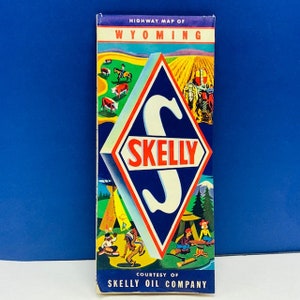 HIGHWAY MAP OF
WYOMING
S
SKELLY
COURTESY OF
SKELLY OIL COMPANY